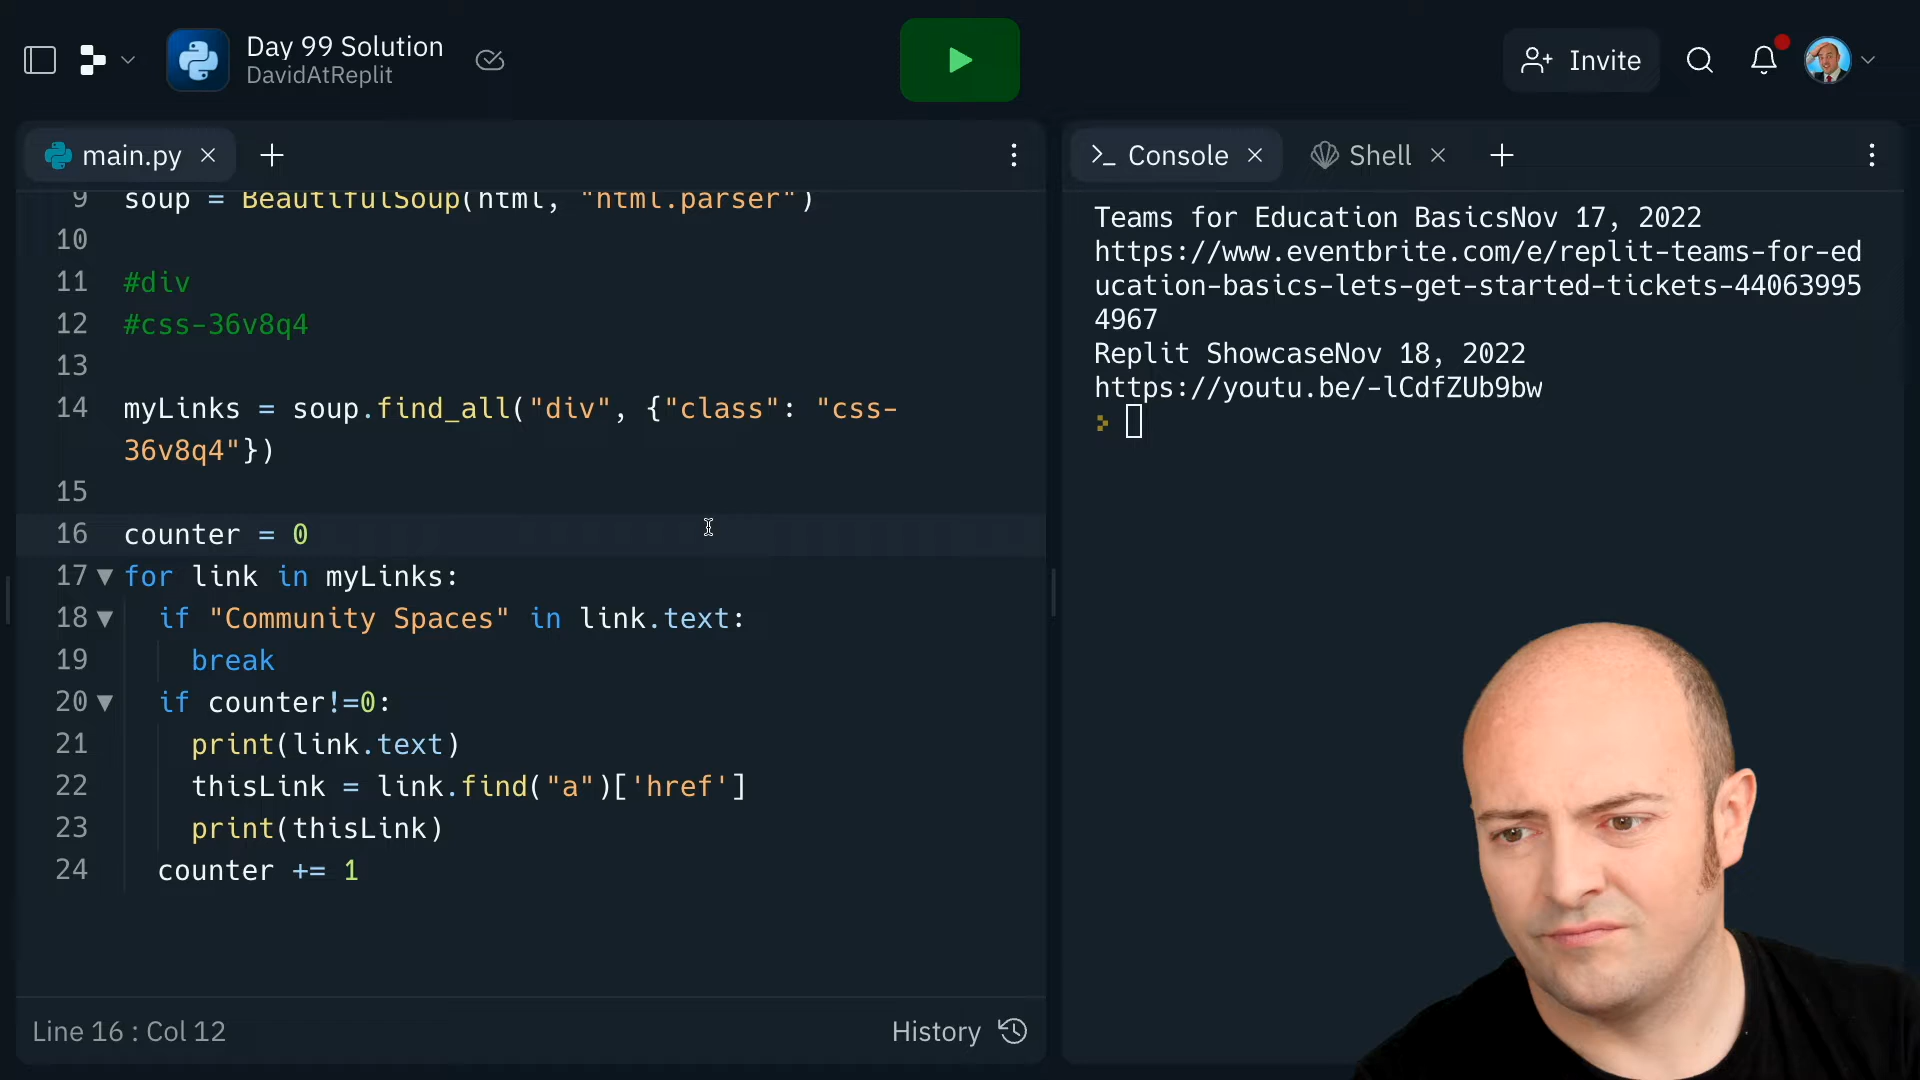 Day 99 Solution
DavidAtReplit
Invite
main.py
9 soup = BeautifulSoup(html, "html.parser")
10
11 #div
12 #css-36v8q4
13
14 myLinks = soup.find_all("div", {"class": "css-
36v8q4"})
15
16 counter = 0
17 for link in myLinks:
18 if "Community Spaces" in link.text:
19 break
20 if counter!=0:
21 print(link.text)
22 thisLink = link.find("a")['href']
23 print(thisLink)
24 counter += 1
Line 16 : Col 12
History
Console
Shell
Teams for Education BasicsNov 17, 2022
https://www.eventbrite.com/e/replit-teams-for-ed
ucation-basics-lets-get-started-tickets-44063995
4967
Replit ShowcaseNov 18, 2022
https://youtu.be/-lCdfZUb9bw